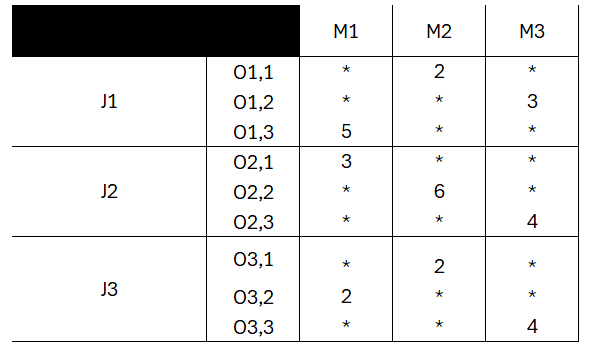 M1 M2 M3
J1 O1,1 * 2 *
O1,2 * * 3
O1,3 5 * *
J2 O2,1 3 * *
O2,2 * 6 *
O2,3 * * 4
J3 O3,1 * 2 *
O3,2 2 * *
O3,3 * * 4